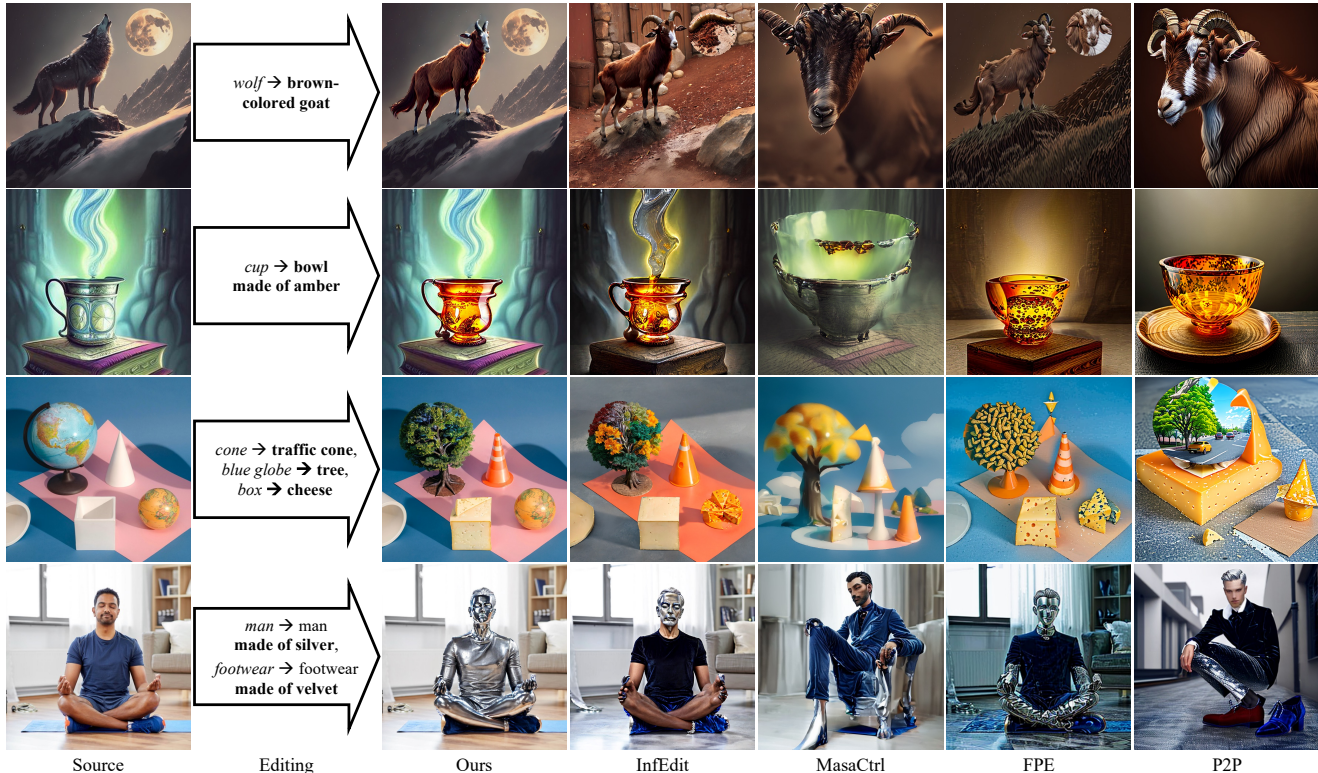 wolf → brown-
colored goat
cup → bowl
made of amber
cone → traffic cone,
blue globe → tree,
box → cheese
man → man
made of silver,
footwear → footwear
made of velvet
Source Editing Ours InfEdit MasaCtrl FPE P2P